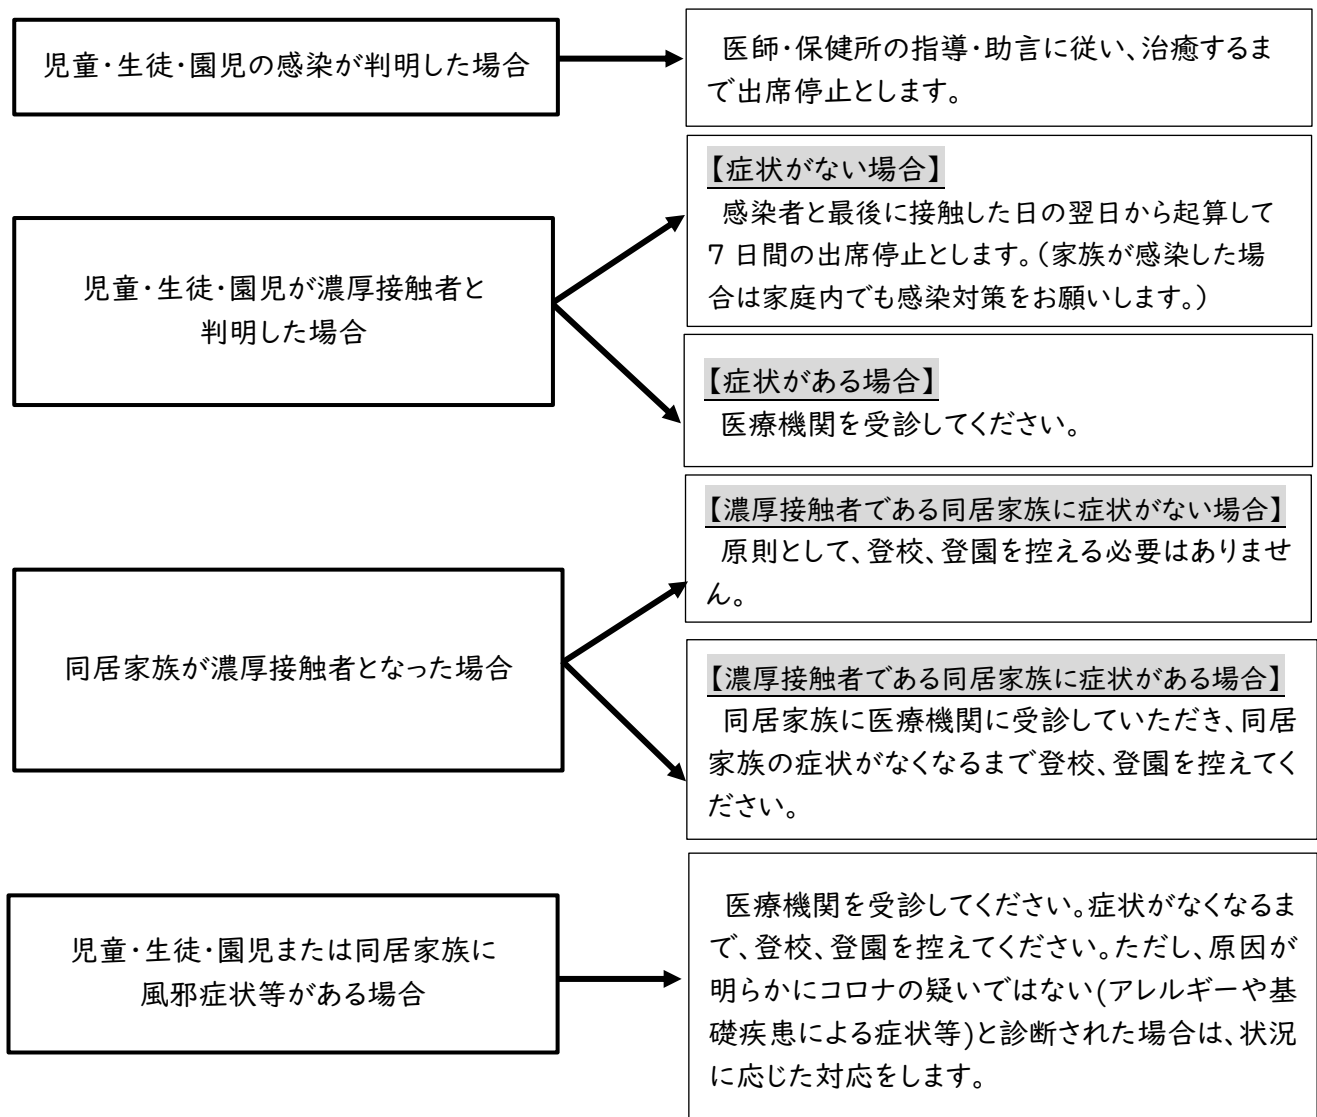 児童・生徒・園児の感染が判明した場合
医師・保健所の指導・助言に従い、治癒するま
で出席停止とします。
児童・生徒・園児が濃厚接触者と
判明した場合
【症状がない場合】
感染者と最後に接触した日の翌日から起算して
7 日間の出席停止とします。(家族が感染した場
合は家庭内でも感染対策をお願いします。)
【症状がある場合】
医療機関を受診してください。
同居家族が濃厚接触者となった場合
【濃厚接触者である同居家族に症状がない場合】
原則として、登校、登園を控える必要はありませ
ん。
【濃厚接触者である同居家族に症状がある場合】
同居家族に医療機関に受診していただき、同居
家族の症状がなくなるまで登校、登園を控えてく
ださい。
児童・生徒・園児または同居家族に
風邪症状等がある場合
医療機関を受診してください。症状がなくなるま
で、登校、登園を控えてください。ただし、原因が
明らかにコロナの疑いではない(アレルギーや基
礎疾患による症状等)と診断された場合は、状況
に応じた対応をします。